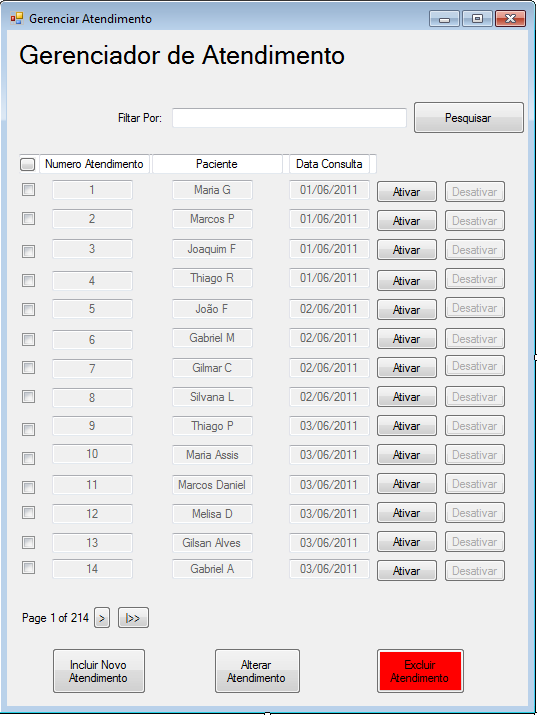 Gerenciar Atendimento
Gerenciador de Atendimento
Filtar Por: Pesquisar
Numero Atendimento Paciente Data Consulta
1 Maria G 01/06/2011 Ativar Desativar
2 Marcos P 01/06/2011 Ativar Desativar
3 Joaquim F 01/06/2011 Ativar Desativar
4 Thiago R 01/06/2011 Ativar Desativar
5 João F 02/06/2011 Ativar Desativar
6 Gabriel M 02/06/2011 Ativar Desativar
7 Gilmar C 02/06/2011 Ativar Desativar
8 Silvana L 02/06/2011 Ativar Desativar
9 Thiago P 03/06/2011 Ativar Desativar
10 Maria Assis 03/06/2011 Ativar Desativar
11 Marcos Daniel 03/06/2011 Ativar Desativar
12 Melisa D 03/06/2011 Ativar Desativar
13 Gilsan Alves 03/06/2011 Ativar Desativar
14 Gabriel A 03/06/2011 Ativar Desativar
Page 1 of 214 > |>>
Incluir Novo Atendimento
Alterar Atendimento
Excluir Atendimento